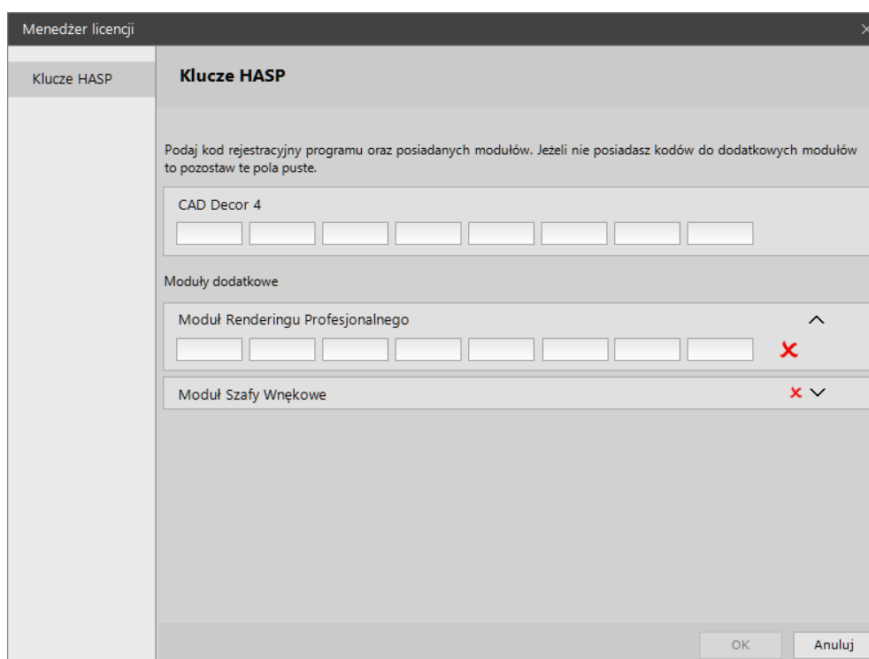 Menedżer licencji
Klucze HASP
Klucze HASP
Podaj kod rejestracyjny programu oraz posiadanych modułów. Jeżeli nie posiadasz kodów do dodatkowych modułów
to pozostaw te pola puste.
CAD Decor 4
Moduły dodatkowe
Moduł Renderingu Profesjonalnego
Moduł Szafy Wnękowe
OK
Anuluj